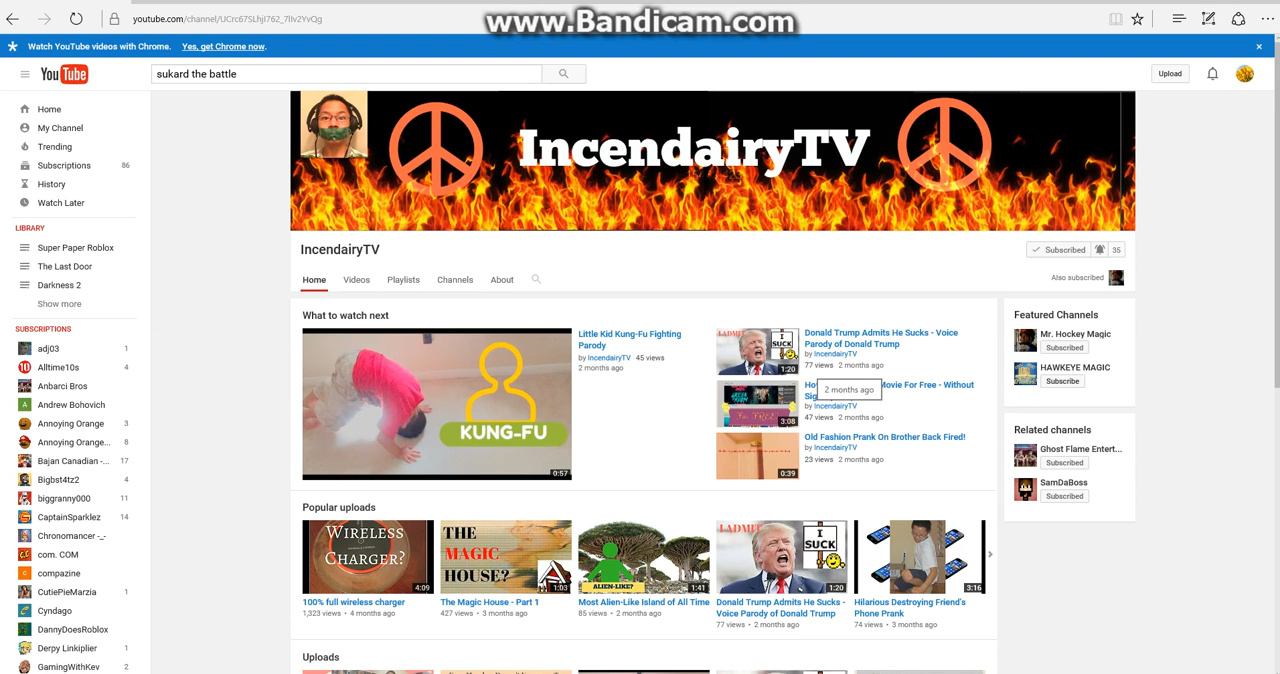 www.Bandicam.com
youtube.com/channel/UCrc67SLhjI762_7lIv2YvQg
Watch YouTube videos with Chrome. Yes, get Chrome now.
YouTube
sukard the battle
Upload
Home
My Channel
Trending
Subscriptions 86
History
Watch Later
LIBRARY
Super Paper Roblox
The Last Door
Darkness 2
Show more
SUBSCRIPTIONS
adj03 1
Alltime10s 4
Anbarci Bros
Andrew Bohovich
Annoying Orange 3
Annoying Orange... 8
Bajan Canadian -... 17
Bigbst4tz2 4
biggranny000 11
CaptainSparklez 14
Chronomancer -_-
com. COM
compazine
CutiePieMarzia 1
Cyndago
DannyDoesRoblox
Derpy Linkiplier 1
GamingWithKev 2
IncendairyTV
IncendairyTV
Subscribed 35
Home Videos Playlists Channels About
Also subscribed
What to watch next
KUNG-FU
0:57
Little Kid Kung-Fu Fighting
Parody
by IncendairyTV 45 views
2 months ago
I ADMIT
I SUCK
1:20
Donald Trump Admits He Sucks - Voice
Parody of Donald Trump
by IncendairyTV
77 views 2 months ago
3:08
Movie For Free - Without
2 months ago
by IncendairyTV
47 views 2 months ago
0:39
Old Fashion Prank On Brother Back Fired!
by IncendairyTV
23 views 2 months ago
Popular uploads
WIRELESS
CHARGER?
4:09
100% full wireless charger
1,323 views • 4 months ago
THE
MAGIC
HOUSE?
1:03
The Magic House - Part 1
427 views • 3 months ago
ALIEN-LIKE?
1:41
Most Alien-Like Island of All Time
85 views • 2 months ago
I SUCK
1:20
Donald Trump Admits He Sucks -
Voice Parody of Donald Trump
77 views • 2 months ago
3:16
Hilarious Destroying Friend's
Phone Prank
74 views • 3 months ago
Uploads
Featured Channels
Mr. Hockey Magic
Subscribed
HAWKEYE MAGIC
Subscribe
Related channels
Ghost Flame Entert...
Subscribed
SamDaBoss
Subscribed